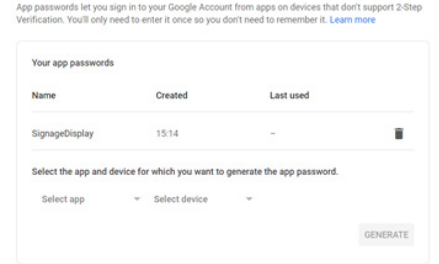 App passwords let you sign in to your Google Account from apps on devices that don't support 2-Step
Verification. You'll only need to enter it once so you don't need to remember it. Learn more
Your app passwords
Name Created Last used
SignageDisplay 15:14 –
Select the app and device for which you want to generate the app password.
Select app Select device
GENERATE